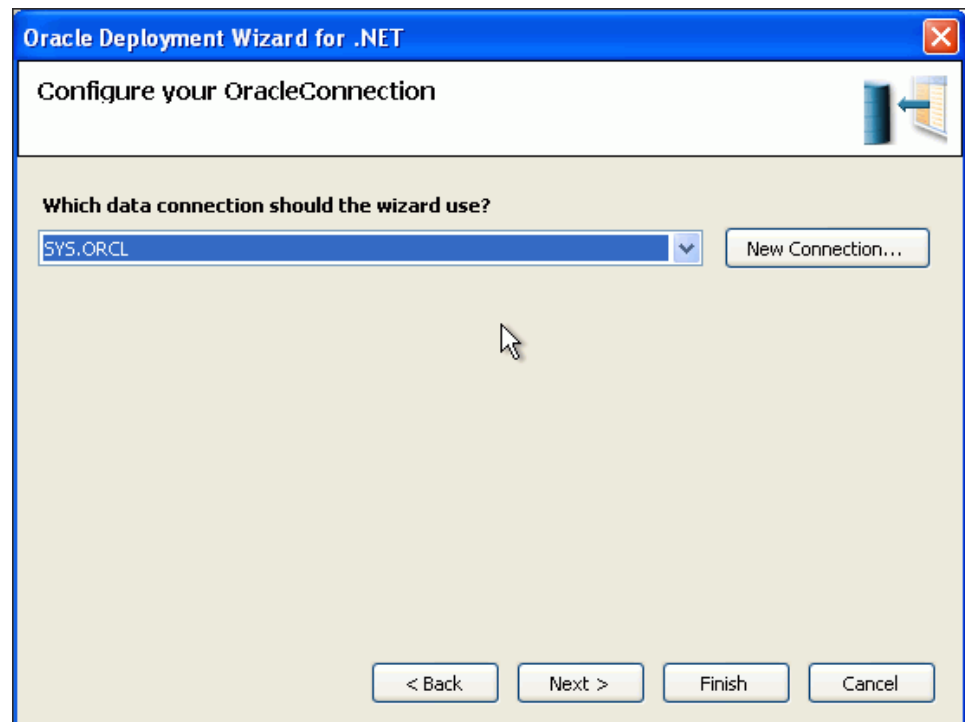 Oracle Deployment Wizard for .NET
Configure your OracleConnection
Which data connection should the wizard use?
SYS.ORCL
New Connection...
< Back
Next >
Finish
Cancel